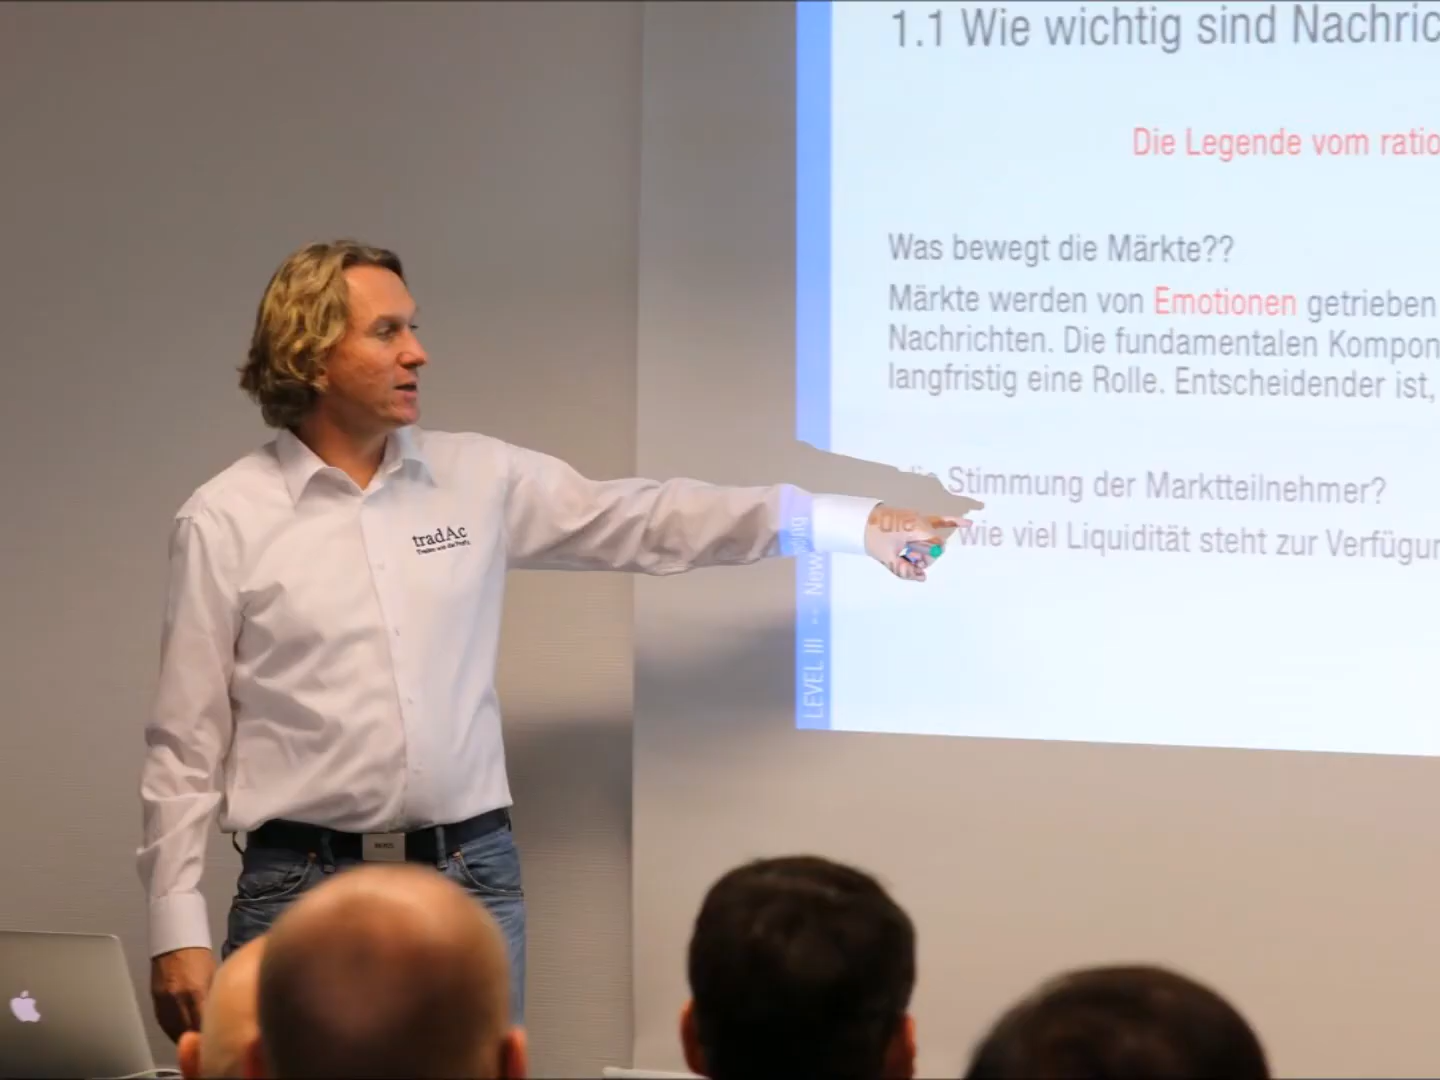 1.1 Wie wichtig sind Nachric
Die Legende vom ratio
Was bewegt die Märkte??
Märkte werden von Emotionen getrieben
Nachrichten. Die fundamentalen Kompon
langfristig eine Rolle. Entscheidender ist,
die Stimmung der Marktteilnehmer?
die wie viel Liquidität steht zur Verfügun
LEVEL III
tradAc